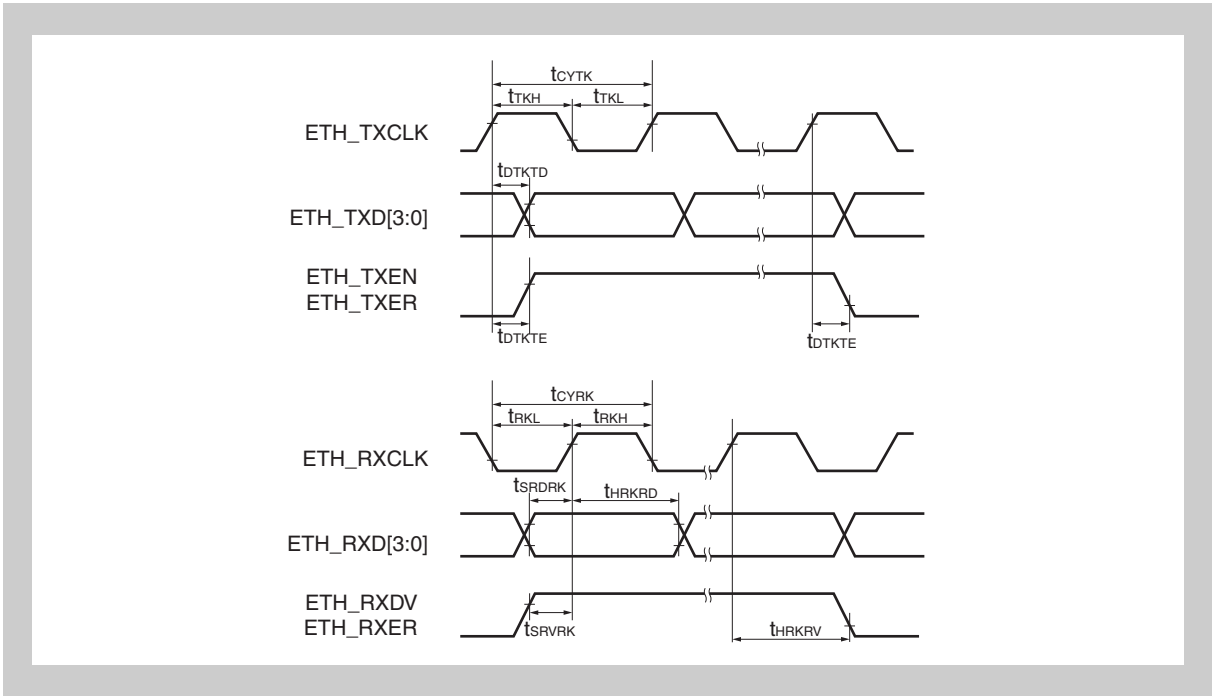 tCYTK
tTKH
tTKL
ETH_TXCLK
tDTKTD
ETH_TXD[3:0]
ETH_TXEN
ETH_TXER
tDTKTE
tDTKTE
tCYRK
tRKL
tRKH
ETH_RXCLK
tSRDRK
tHRKRD
ETH_RXD[3:0]
ETH_RXDV
ETH_RXER
tSRVRK
tHRKRV